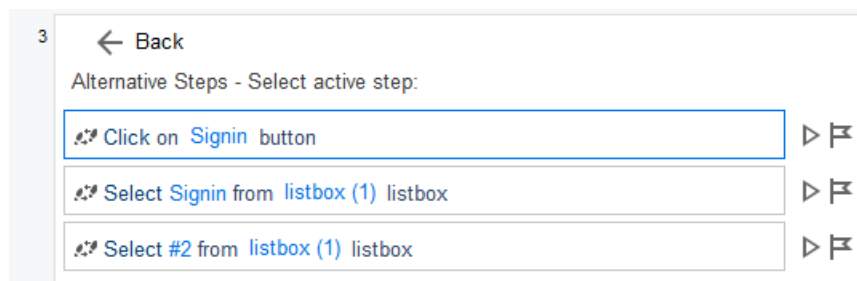 3
Back
Alternative Steps - Select active step:
Click on Signin button
Select Signin from listbox (1) listbox
Select #2 from listbox (1) listbox